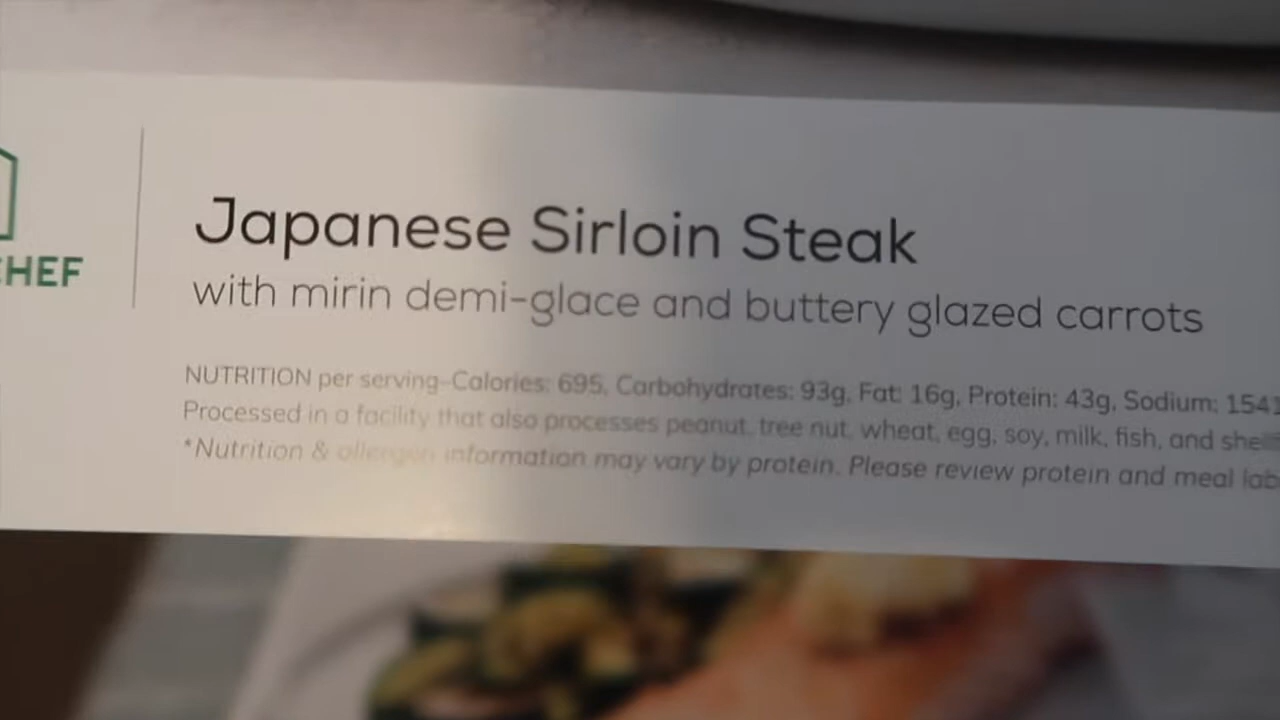 CHEF
Japanese Sirloin Steak
with mirin demi-glace and buttery glazed carrots
NUTRITION per serving–Calories: 695, Carbohydrates: 93g, Fat: 16g, Protein: 43g, Sodium: 154
Processed in a facility that also processes peanut, tree nut, wheat, egg, soy, milk, fish, and
*Nutrition & allergen information may vary by protein. Please review protein and meal